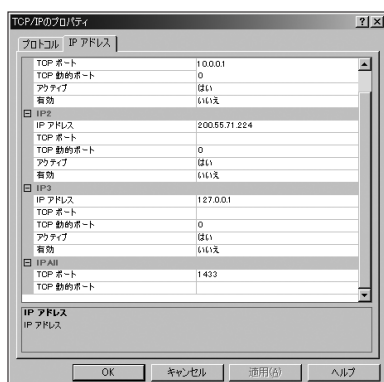 TCP/IPのプロパティ
プロトコル IP アドレス
TCP ポート 10.0.0.1
TCP 動的ポート 0
アクティブ はい
有効 いいえ
IP2
IP アドレス 200.55.71.224
TCP ポート
TCP 動的ポート 0
アクティブ はい
有効 いいえ
IP3
IP アドレス 127.0.0.1
TCP ポート
TCP 動的ポート 0
アクティブ はい
有効 いいえ
IPAll
TCP ポート 1433
TCP 動的ポート
IP アドレス
IP アドレス
OK キャンセル 適用(A) ヘルプ